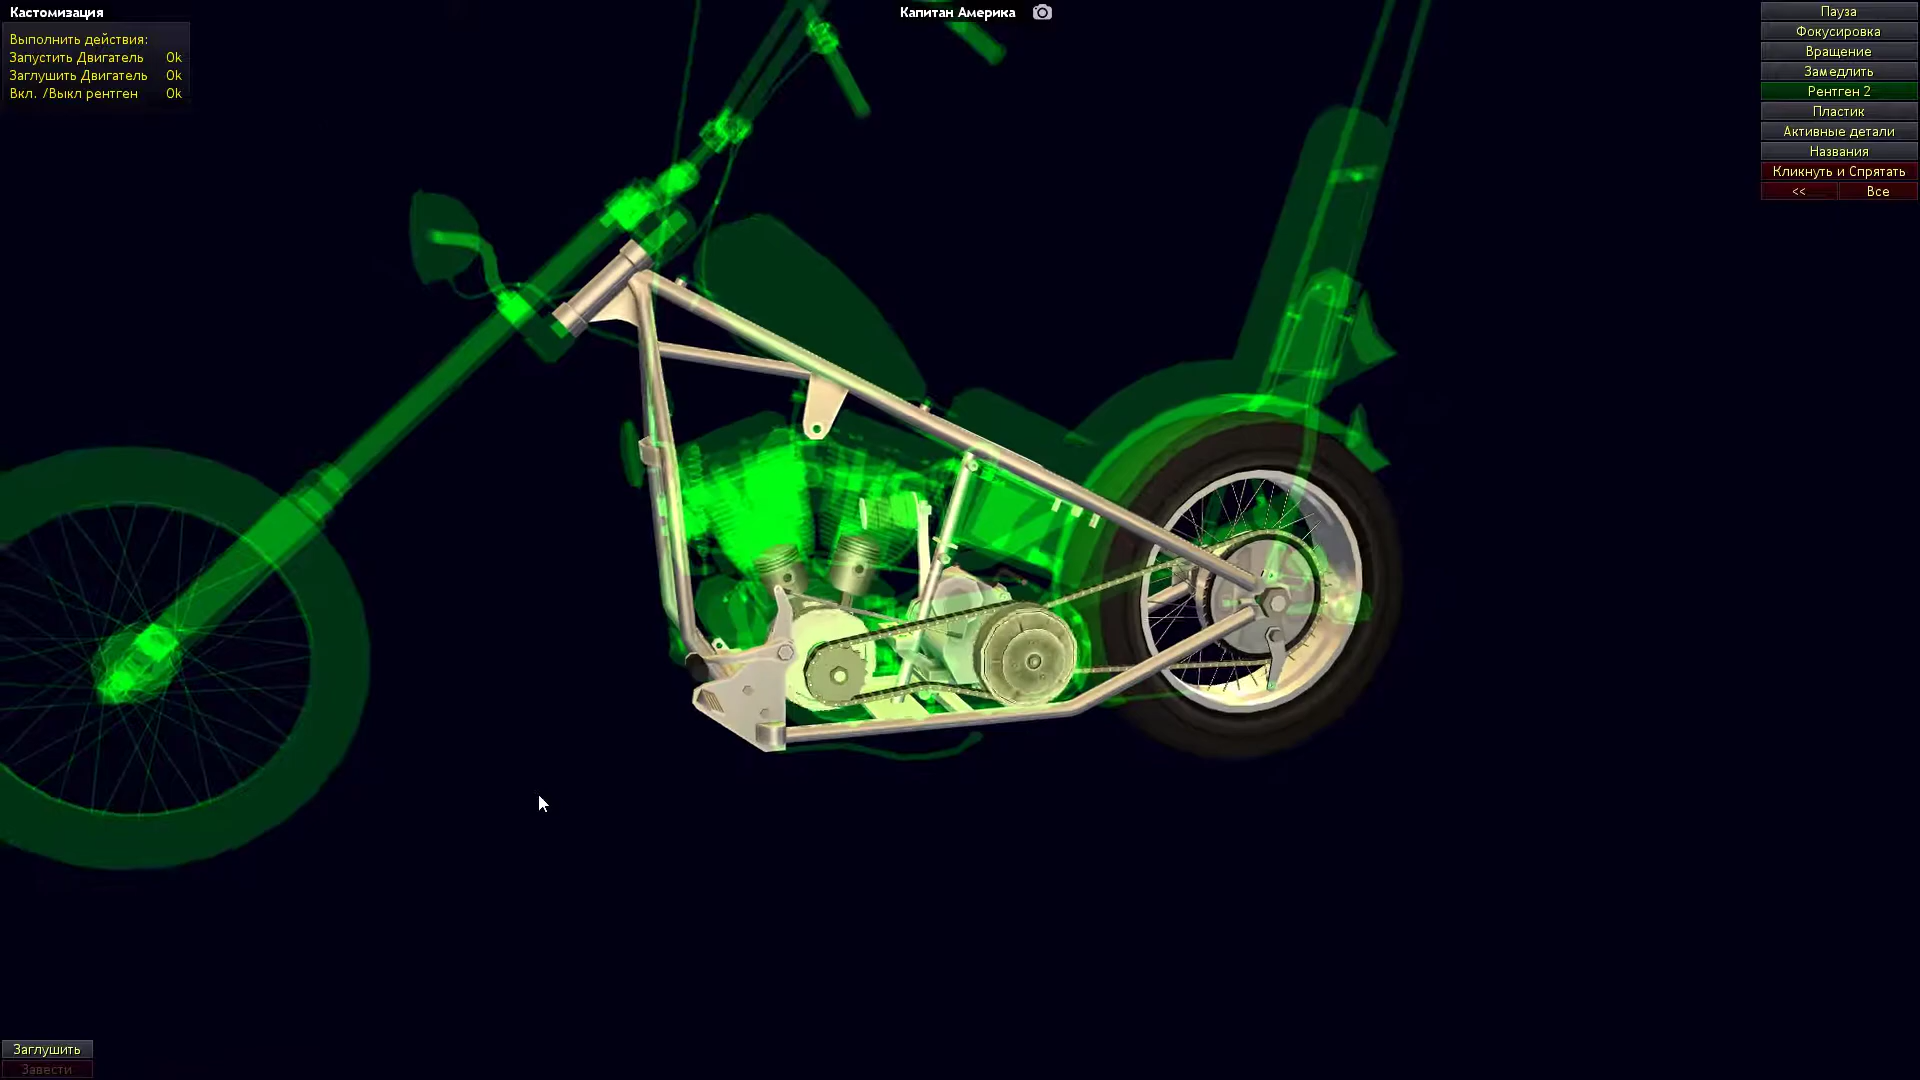 Кастомизация
Выполнить действия:
Запустить Двигатель Ok
Заглушить Двигатель Ok
Вкл. /Выкл рентген Ok
Капитан Америка
Пауза
Фокусировка
Вращение
Замедлить
Рентген 2
Пластик
Активные детали
Названия
Кликнуть и Спрятать
<< Все
Заглушить
Завести